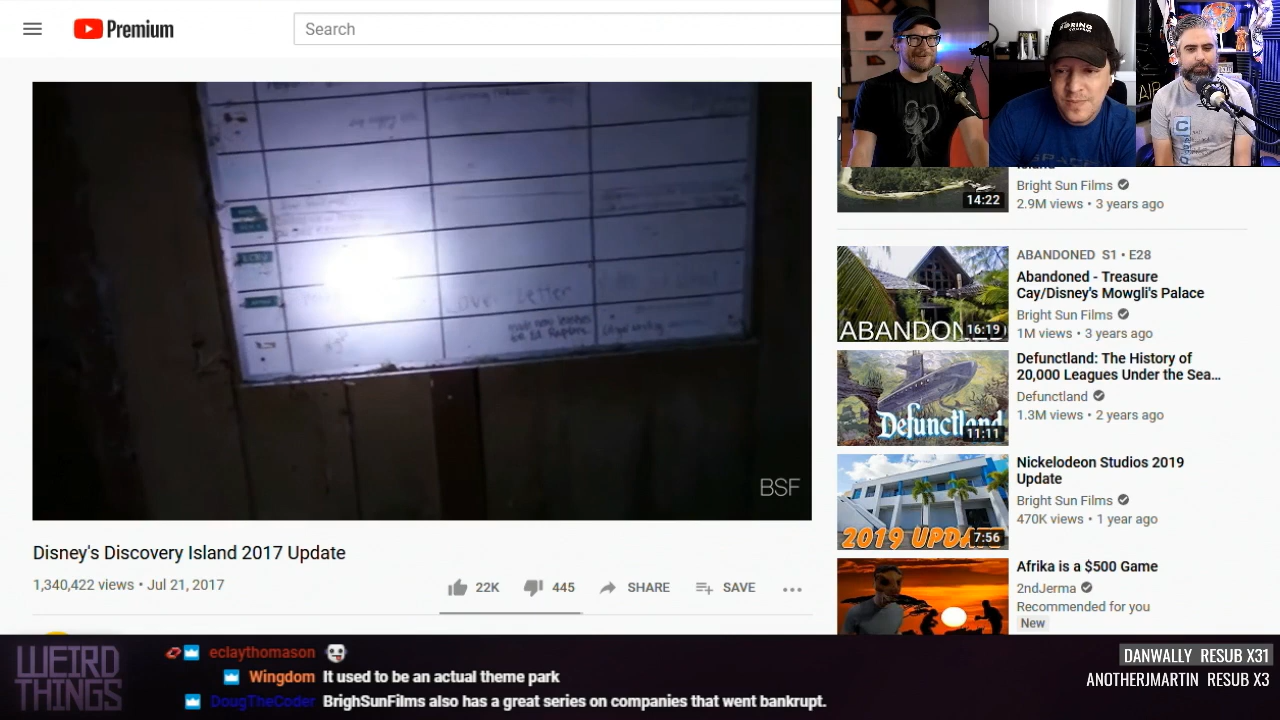 Premium
Search
Over Letter
BSF
Disney's Discovery Island 2017 Update
1,340,422 views • Jul 21, 2017
22K
445
SHARE
SAVE
14:22
Bright Sun Films
2.9M views • 3 years ago
ABANDONED S1 • E28
Abandoned - Treasure
Cay/Disney's Mowgli's Palace
Bright Sun Films
1M views • 3 years ago
16:19
Defunctland: The History of
20,000 Leagues Under the Sea...
Defunctland
1.3M views • 2 years ago
Defunctland
11:11
Nickelodeon Studios 2019
Update
Bright Sun Films
470K views • 1 year ago
7:56
Afrika is a $500 Game
2ndJerma
Recommended for you
New
WEIRD
THINGS
eclaythomason
Wingdom It used to be an actual theme park
DougTheCoder BrighSunFilms also has a great series on companies that went bankrupt.
DANWALLY RESUB X31
ANOTHERJMARTIN RESUB X3